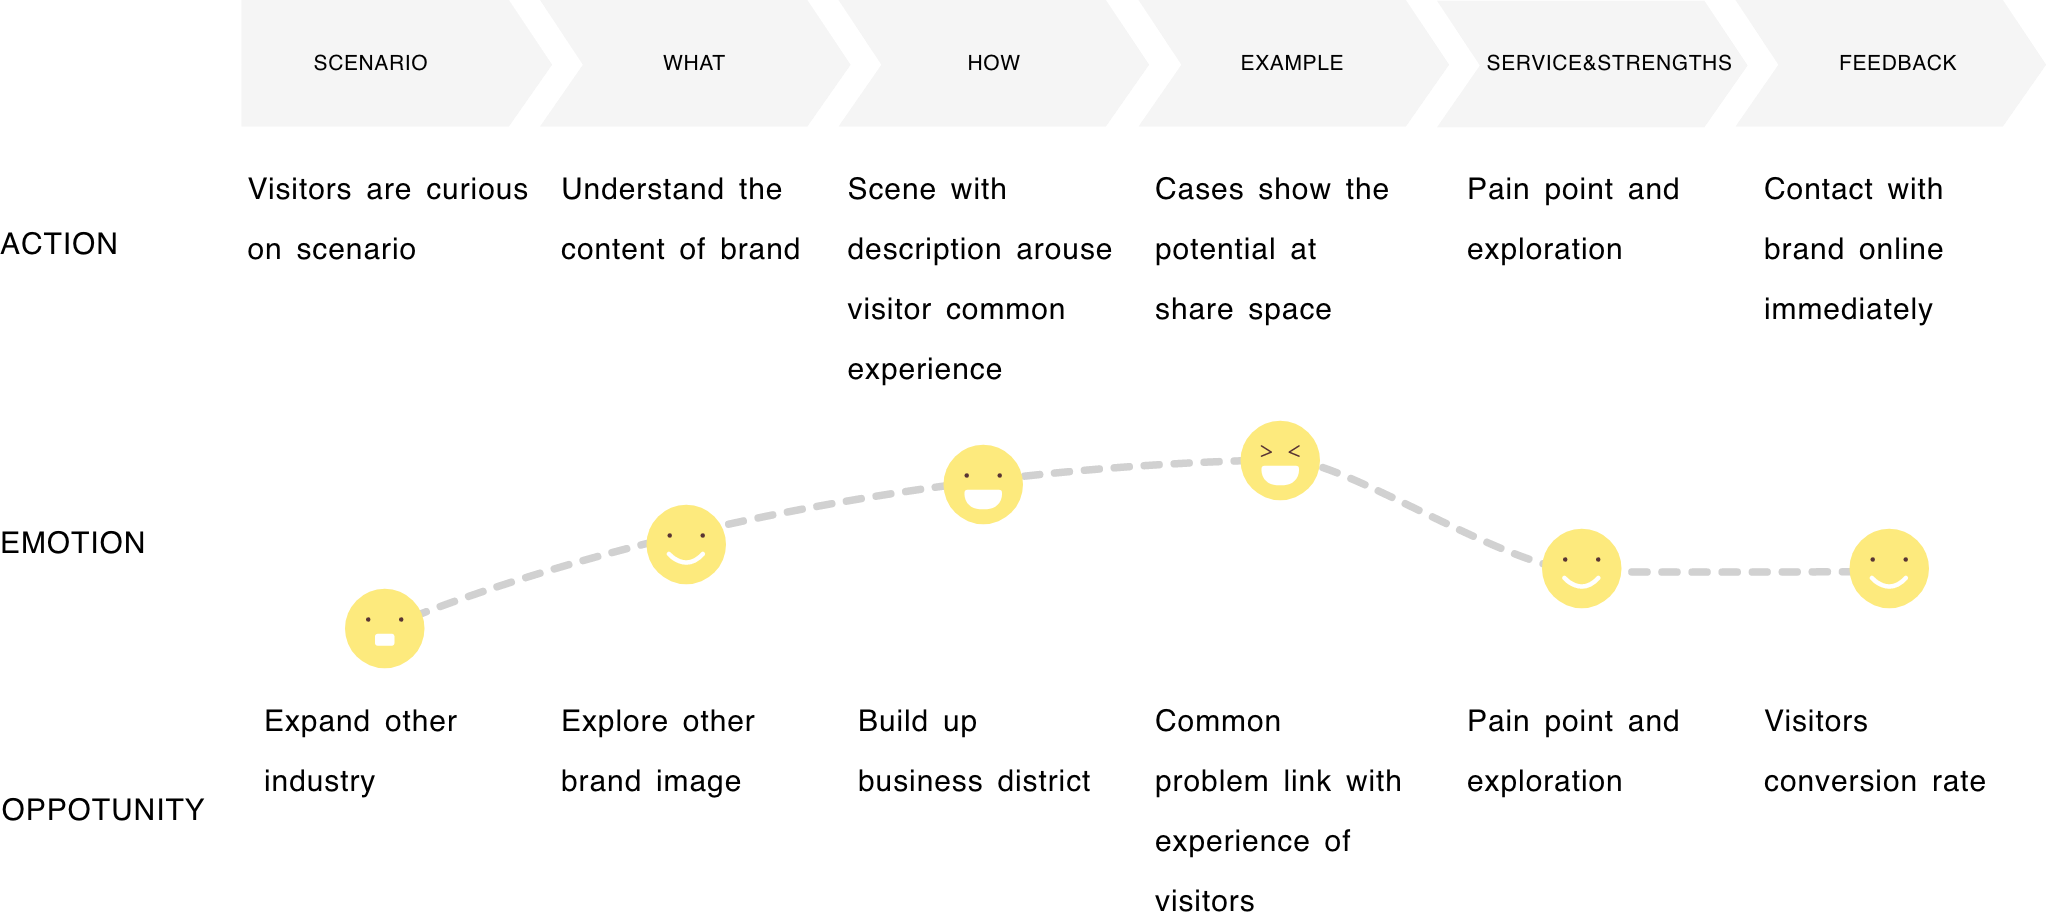 SCENARIO
WHAT
HOW
EXAMPLE
SERVICE&STRENGTHS
FEEDBACK
ACTION
Visitors are curious
on scenario
Understand the
content of brand
Scene with
description arouse
visitor common
experience
Cases show the
potential at
share space
Pain point and
exploration
Contact with
brand online
immediately
EMOTION
OPPOTUNITY
Expand other
industry
Explore other
brand image
Build up
business district
Common
problem link with
experience of
visitors
Pain point and
exploration
Visitors
conversion rate